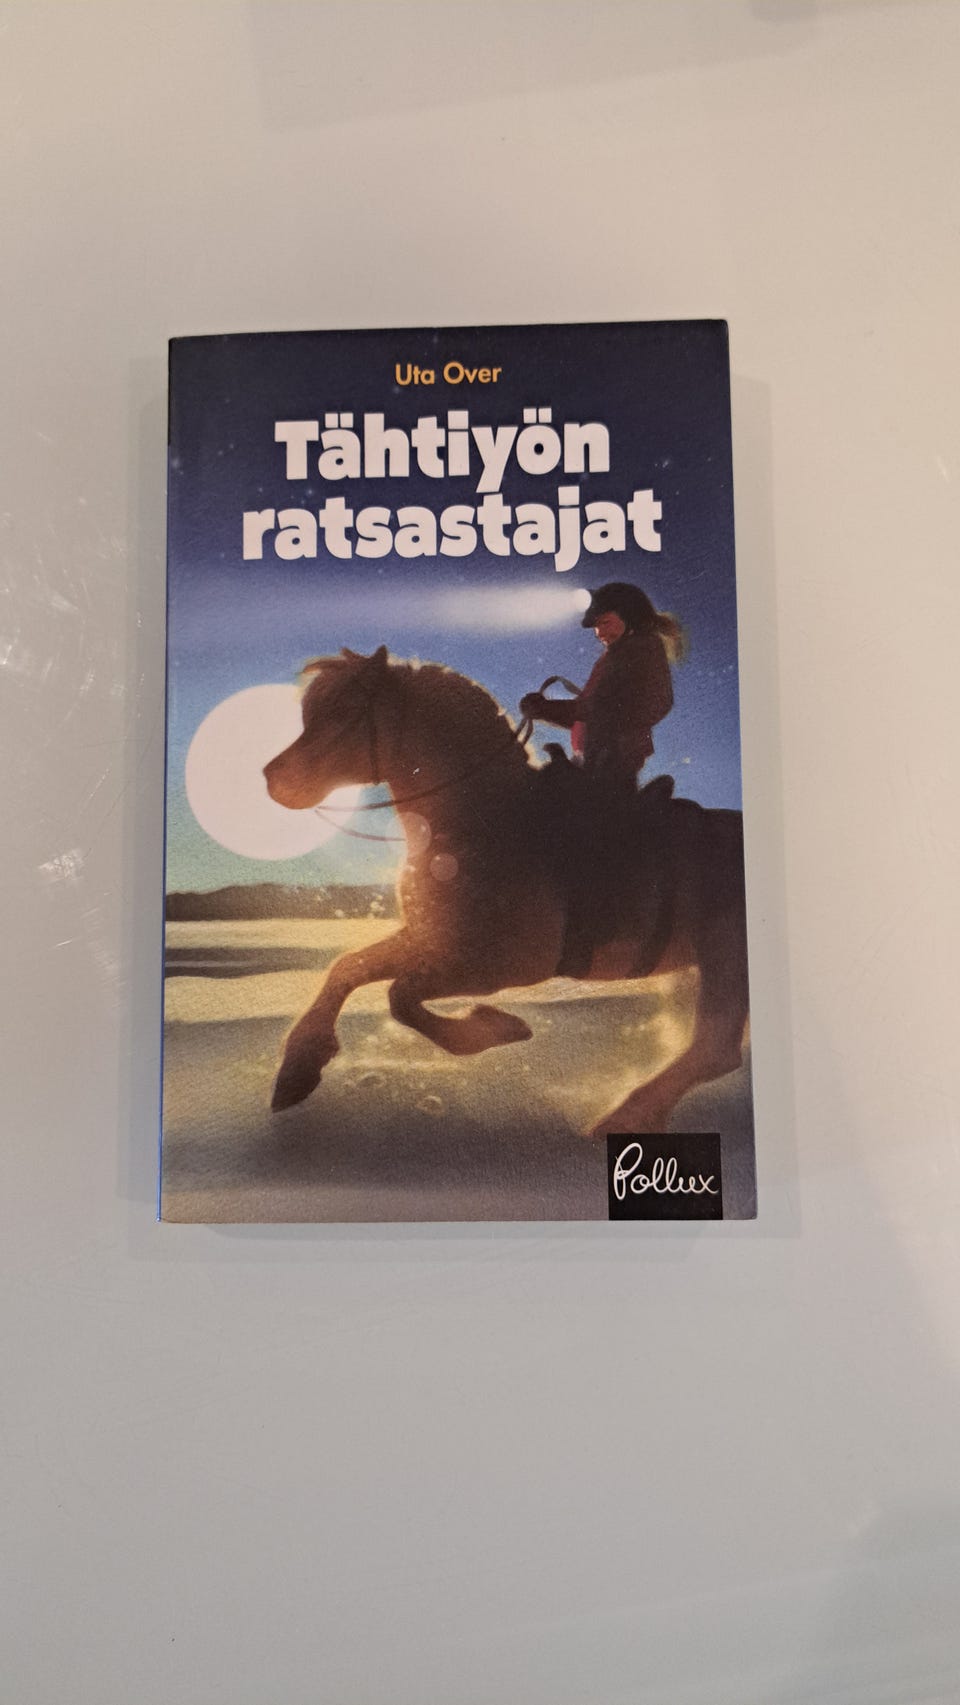 Uta Over
Tähtiyön
ratsastajat
Pollux